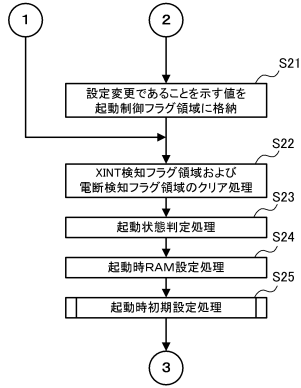 1
2
S21
設定変更であることを示す値を
起動制御フラグ領域に格納
S22
XINT検知フラグ領域および
電断検知フラグ領域のクリア処理
S23
起動状態判定処理
S24
起動時RAM設定処理
S25
起動時初期設定処理
3